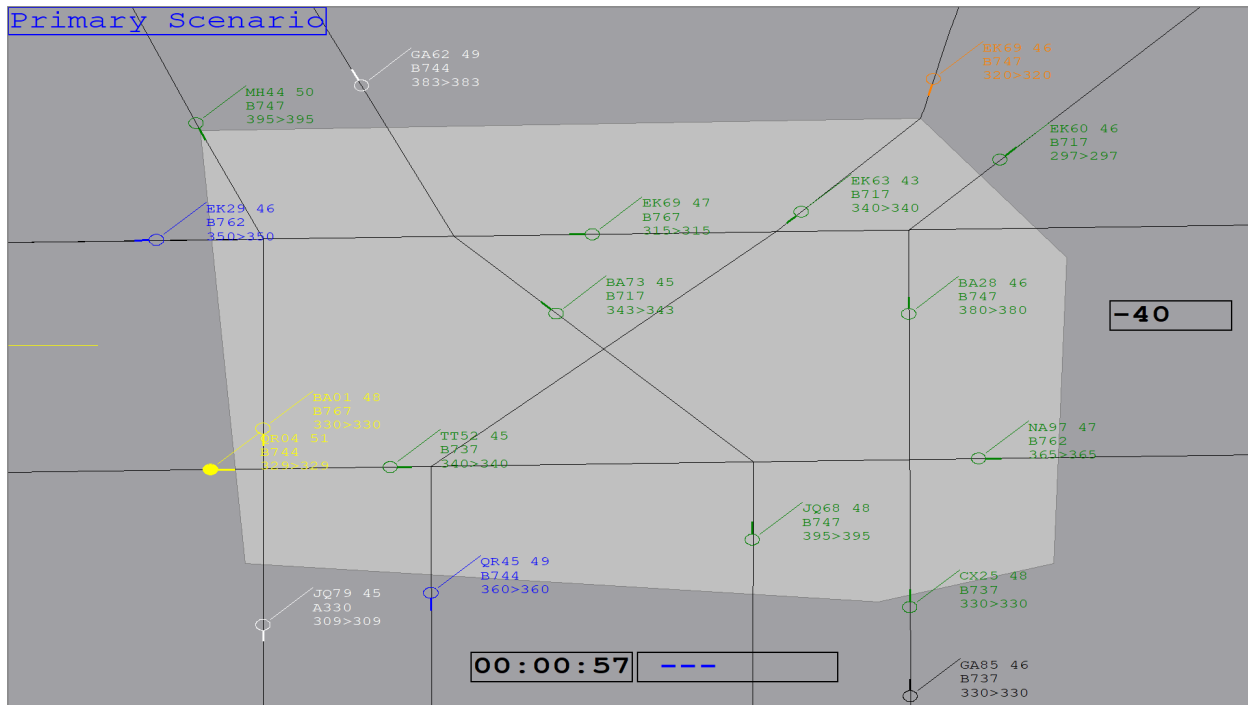 Primary Scenario
GA62 49
B744
383>383
EK69 46
B747
320>320
MH44 50
B747
395>395
EK60 46
B717
297>297
EK63 43
B717
340>340
EK29 46
B762
350>350
EK69 47
B767
315>315
BA73 45
B717
343>343
BA28 46
B747
380>380
-40
BA01 48
B767
330>330
QR04 51
B744
329>329
TT52 45
B737
340>340
NA97 47
B762
365>365
JQ68 48
B747
395>395
QR45 49
B744
360>360
CX25 48
B737
330>330
JQ79 45
A330
309>309
00:00:57
---
GA85 46
B737
330>330